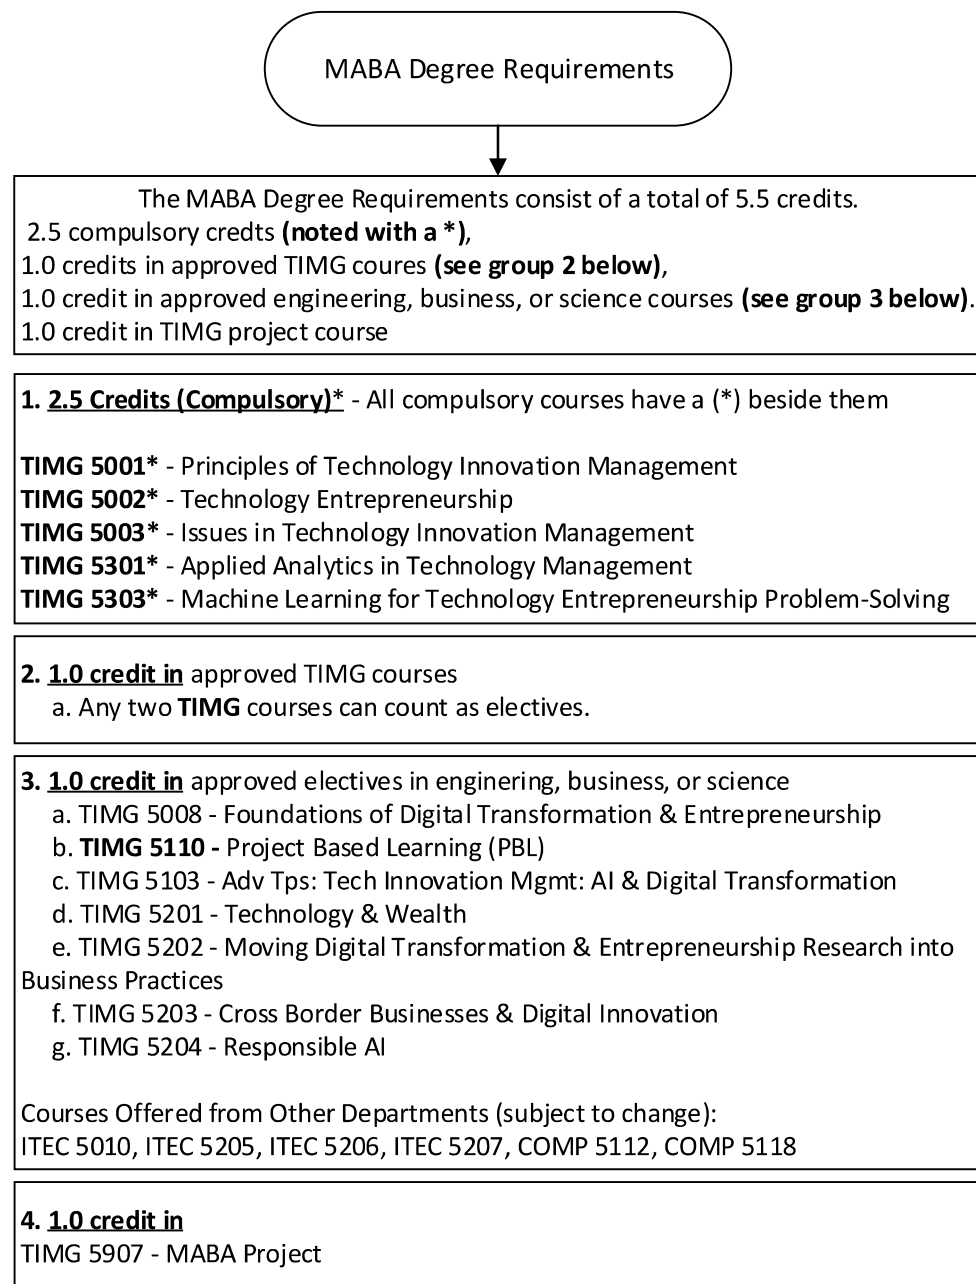 MABA Degree Requirements
The MABA Degree Requirements consist of a total of 5.5 credits.
2.5 compulsory credts (noted with a *),
1.0 credits in approved TIMG coures (see group 2 below),
1.0 credit in approved engineering, business, or science courses (see group 3 below).
1.0 credit in TIMG project course
1. 2.5 Credits (Compulsory)* - All compulsory courses have a (*) beside them
TIMG 5001* - Principles of Technology Innovation Management
TIMG 5002* - Technology Entrepreneurship
TIMG 5003* - Issues in Technology Innovation Management
TIMG 5301* - Applied Analytics in Technology Management
TIMG 5303* - Machine Learning for Technology Entrepreneurship Problem-Solving
2. 1.0 credit in approved TIMG courses
a. Any two TIMG courses can count as electives.
3. 1.0 credit in approved electives in enginering, business, or science
a. TIMG 5008 - Foundations of Digital Transformation & Entrepreneurship
b. TIMG 5110 - Project Based Learning (PBL)
c. TIMG 5103 - Adv Tps: Tech Innovation Mgmt: AI & Digital Transformation
d. TIMG 5201 - Technology & Wealth
e. TIMG 5202 - Moving Digital Transformation & Entrepreneurship Research into
Business Practices
f. TIMG 5203 - Cross Border Businesses & Digital Innovation
g. TIMG 5204 - Responsible AI
Courses Offered from Other Departments (subject to change):
ITEC 5010, ITEC 5205, ITEC 5206, ITEC 5207, COMP 5112, COMP 5118
4. 1.0 credit in
TIMG 5907 - MABA Project